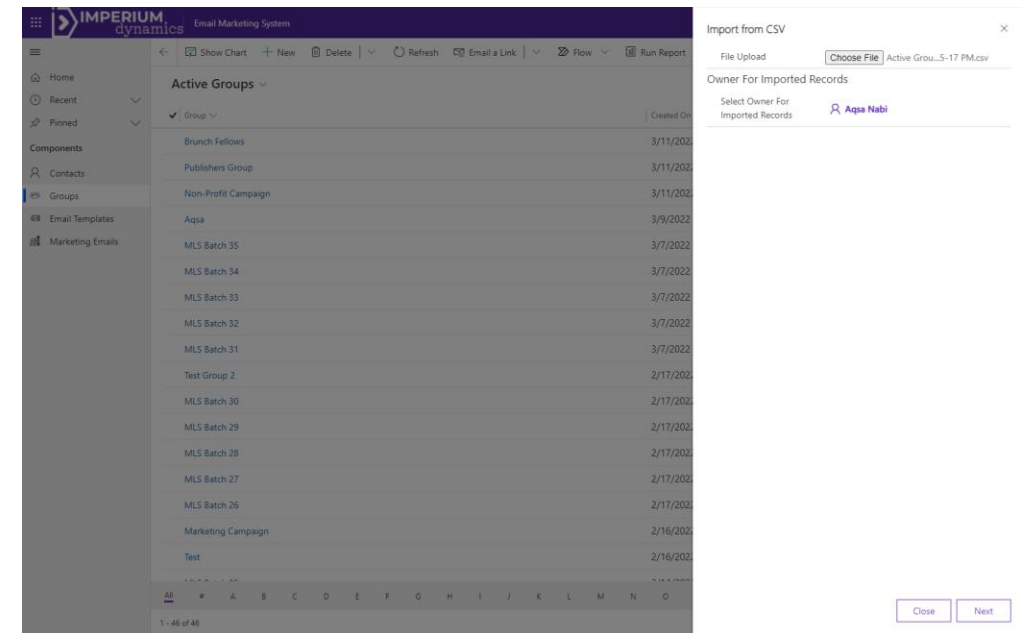 IMPERIUM
dynamics
Email Marketing System
Show Chart
New
Delete
Refresh
Email a Link
Flow
Run Report
Home
Recent
Pinned
Components
Contacts
Groups
Email Templates
Marketing Emails
Active Groups
Group
Created On
Brunch Fellows
3/11/202
Publishers Group
3/11/202
Non-Profit Campaign
3/11/202
Aqsa
3/9/2022
MLS Batch 35
3/7/2022
MLS Batch 34
3/7/2022
MLS Batch 33
3/7/2022
MLS Batch 32
3/7/2022
MLS Batch 31
3/7/2022
Test Group 2
2/17/202
MLS Batch 30
2/17/202
MLS Batch 29
2/17/202
MLS Batch 28
2/17/202
MLS Batch 27
2/17/202
MLS Batch 26
2/17/202
Marketing Campaign
2/16/202
Test
2/16/202
All # A B C D E F G H I J K L M N O
1 - 46 of 46
Import from CSV
File Upload
Choose File Active Grou...5-17 PM.csv
Owner For Imported Records
Select Owner For
Imported Records
Aqsa Nabi
Close
Next